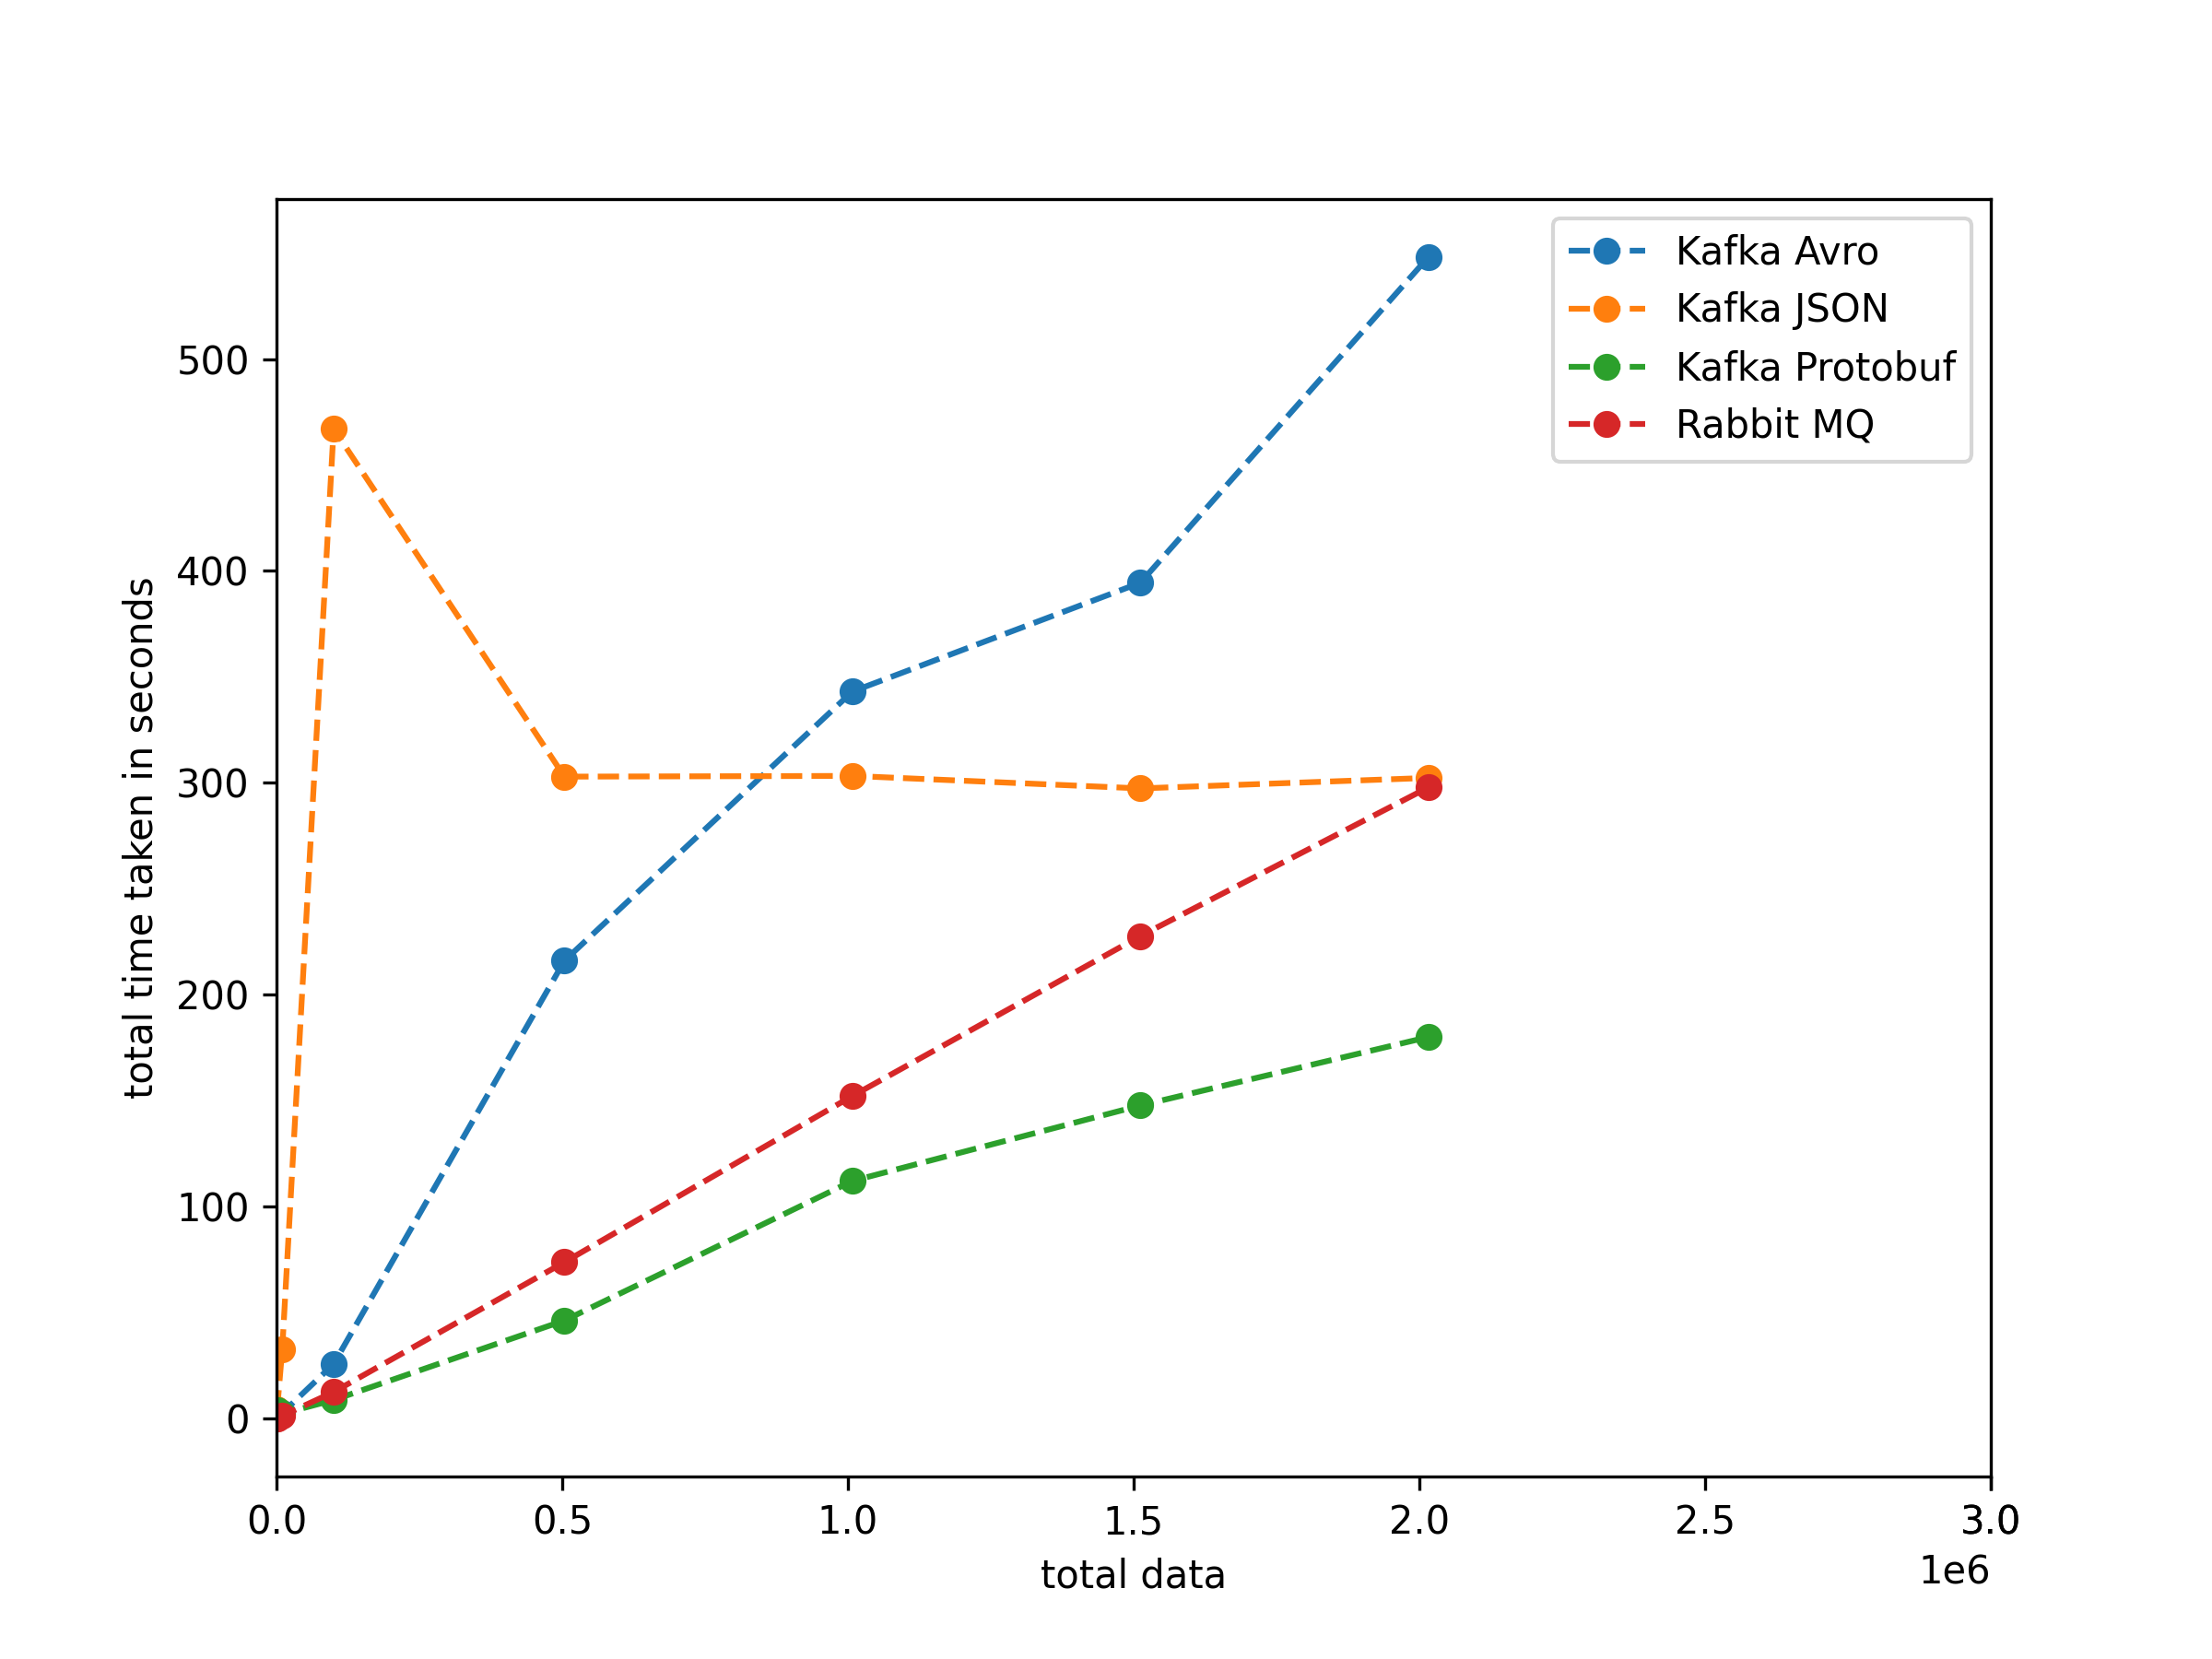 Kafka Avro
Kafka JSON
Kafka Protobuf
Rabbit MQ
total time taken in seconds
500
400
300
200
100
0
0.0 0.5 1.0 1.5 2.0 2.5 3.0
1e6
total data